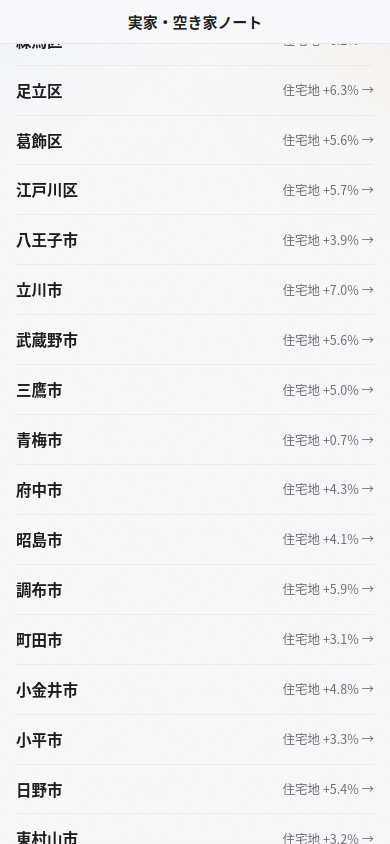 実家・空き家ノート
練馬区
足立区 住宅地 +6.3% →
葛飾区 住宅地 +5.6% →
江戸川区 住宅地 +5.7% →
八王子市 住宅地 +3.9% →
立川市 住宅地 +7.0% →
武蔵野市 住宅地 +5.6% →
三鷹市 住宅地 +5.0% →
青梅市 住宅地 +0.7% →
府中市 住宅地 +4.3% →
昭島市 住宅地 +4.1% →
調布市 住宅地 +5.9% →
町田市 住宅地 +3.1% →
小金井市 住宅地 +4.8% →
小平市 住宅地 +3.3% →
日野市 住宅地 +5.4% →
東村山市 住宅地 +3.2% →